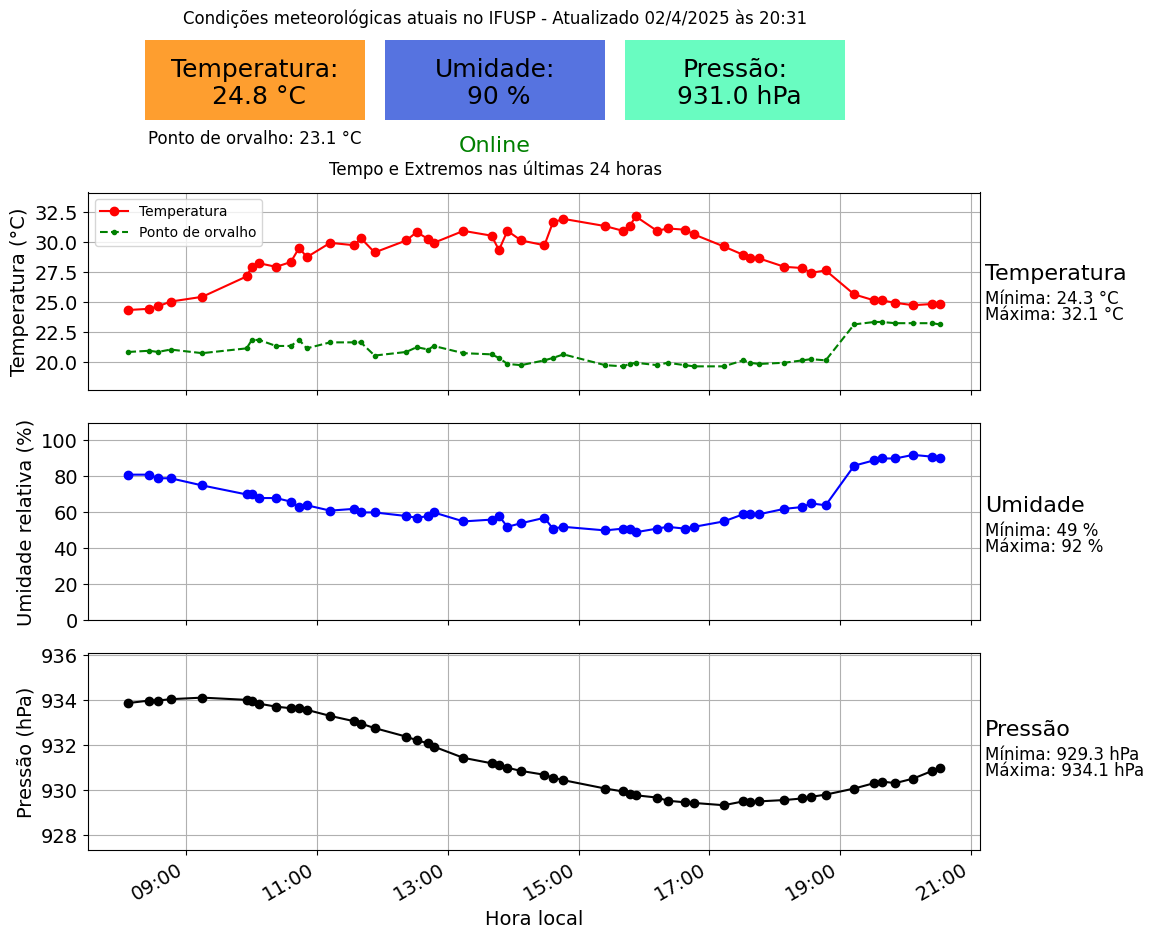 Condições meteorológicas atuais no IFUSP - Atualizado 02/4/2025 às 20:31
Temperatura:
24.8 °C
Umidade:
90 %
Pressão:
931.0 hPa
Ponto de orvalho: 23.1 °C
Online
Tempo e Extremos nas últimas 24 horas
Temperatura (°C)
32.5
30.0
27.5
25.0
22.5
20.0
Temperatura
Ponto de orvalho
Temperatura
Mínima: 24.3 °C
Máxima: 32.1 °C
Umidade relativa (%)
100
80
60
40
20
0
Umidade
Mínima: 49 %
Máxima: 92 %
Pressão (hPa)
936
934
932
930
928
Pressão
Mínima: 929.3 hPa
Máxima: 934.1 hPa
09:00
11:00
13:00
15:00
17:00
19:00
21:00
Hora local